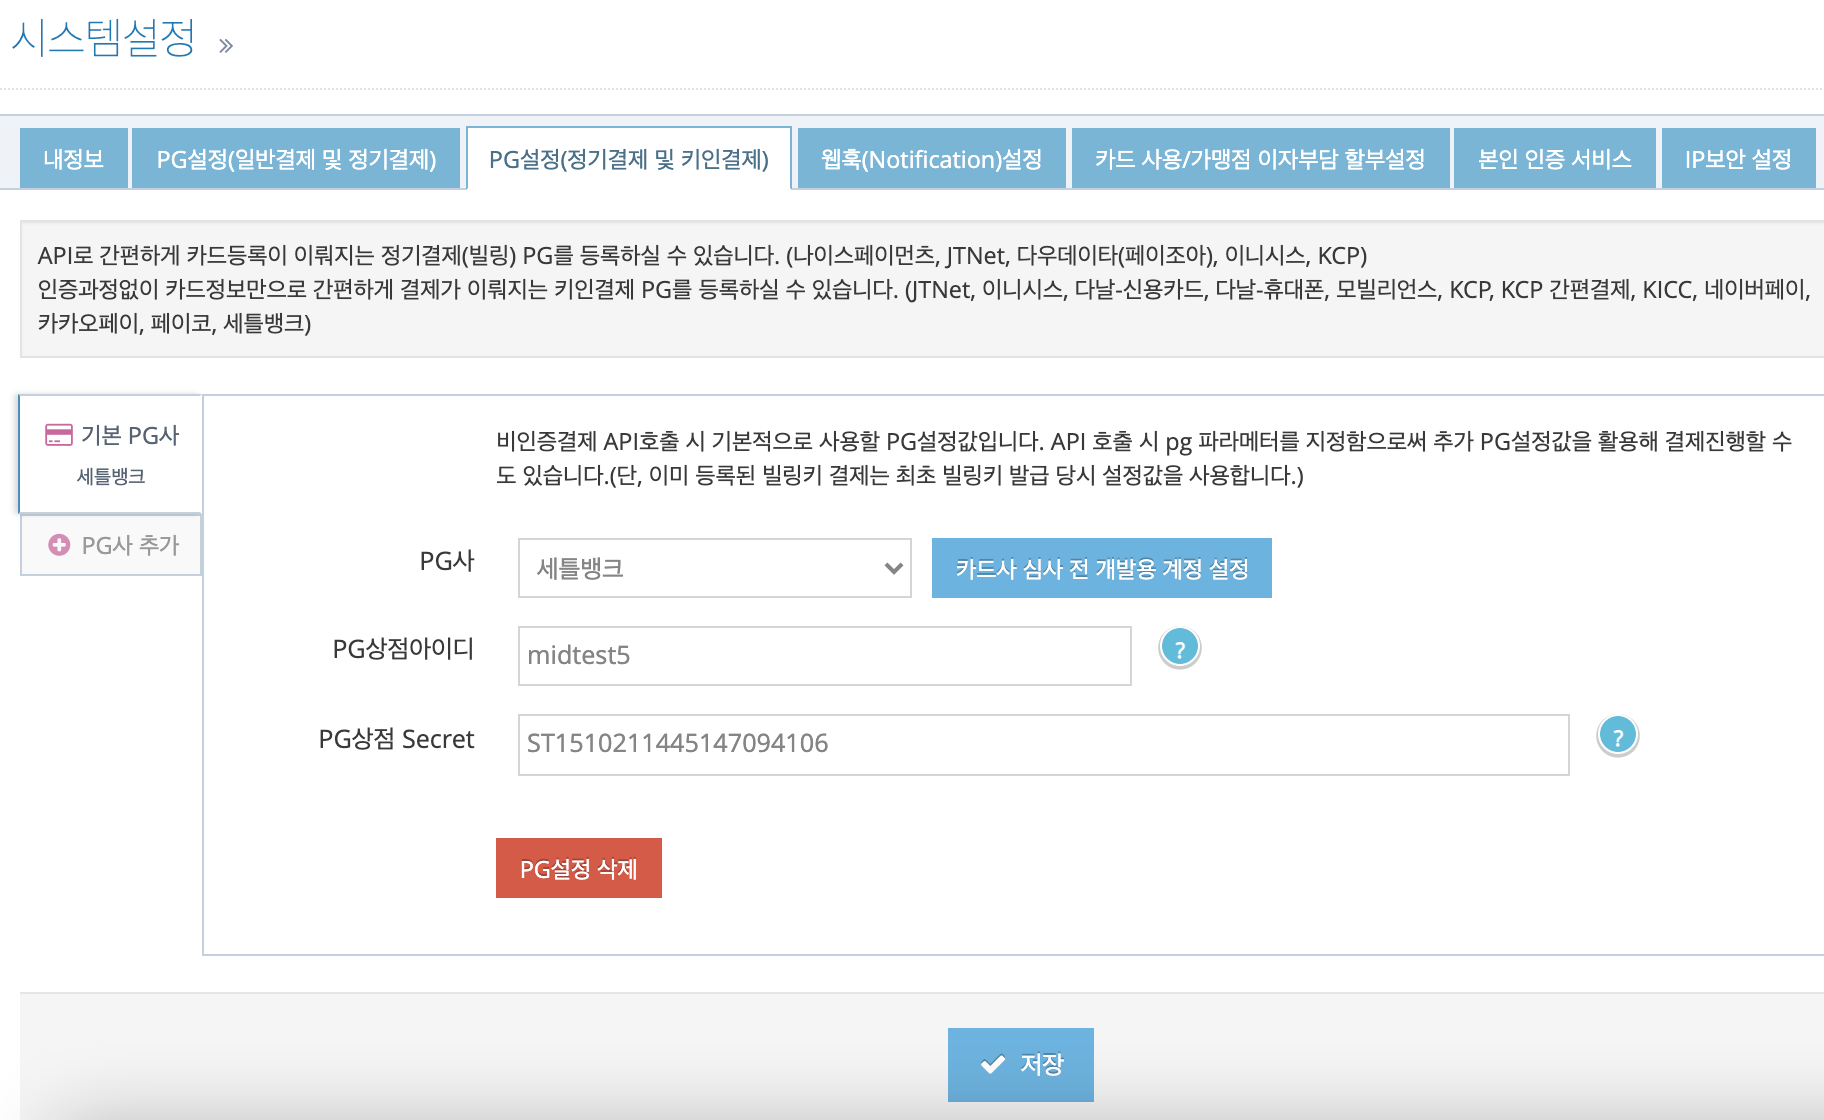 시스템설정 »
내정보
PG설정(일반결제 및 정기결제)
PG설정(정기결제 및 키인결제)
웹훅(Notification)설정
카드 사용/가맹점 이자부담 할부설정
본인 인증 서비스
IP보안 설정
API로 간편하게 카드등록이 이뤄지는 정기결제(빌링) PG를 등록하실 수 있습니다. (나이스페이먼츠, JTNet, 다우데이타(페이조아), 이니시스, KCP)
인증과정없이 카드정보만으로 간편하게 결제가 이뤄지는 키인결제 PG를 등록하실 수 있습니다. (JTNet, 이니시스, 다날-신용카드, 다날-휴대폰, 모빌리언스, KCP, KCP 간편결제, KICC, 네이버페이,
카카오페이, 페이코, 세틀뱅크)
기본 PG사
세틀뱅크
PG사 추가
비인증결제 API호출 시 기본적으로 사용할 PG설정값입니다. API 호출 시 pg 파라메터를 지정함으로써 추가 PG설정값을 활용해 결제진행할 수
도 있습니다.(단, 이미 등록된 빌링키 결제는 최초 빌링키 발급 당시 설정값을 사용합니다.)
PG사
세틀뱅크
카드사 심사 전 개발용 계정 설정
PG상점아이디
midtest5
?
PG상점 Secret
ST1510211445147094106
?
PG설정 삭제
저장